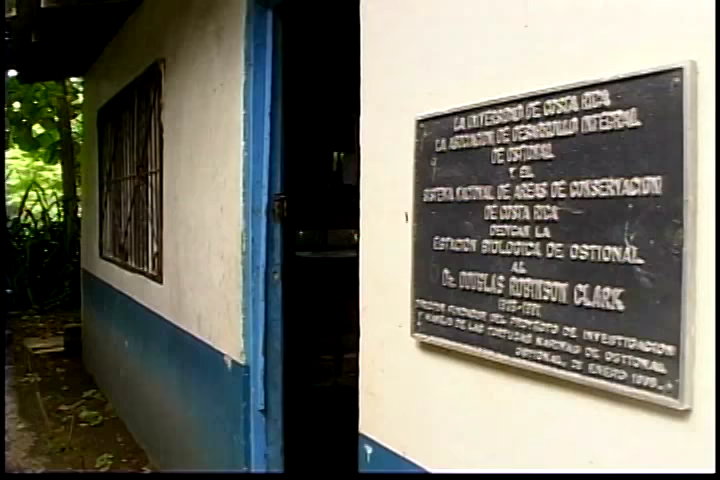 LA UNIVERSIDAD DE COSTA RICA
LA ASOCIACION DE DESARROLLO INTEGRAL
DE OSTIONAL
Y EL
SISTEMA NACIONAL DE AREAS DE CONSERVACION
DE COSTA RICA
DEDICAN LA
ESTACION BIOLOGICA DE OSTIONAL
AL
Dr. DOUGLAS ROBINSON CLARK
FUNDADOR DEL PROYECTO DE INVESTIGACION
Y MANEJO DE LAS TORTUGAS MARINAS DE OSTIONAL
OSTIONAL, ENERO